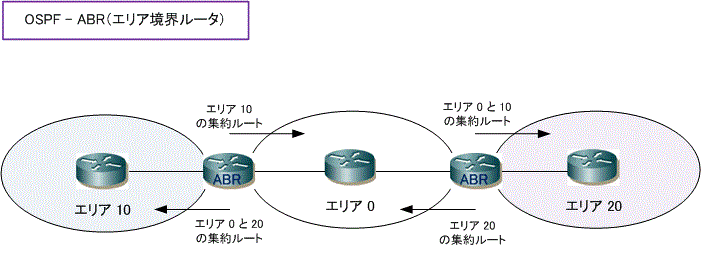 OSPF - ABR(エリア境界ルータ)
エリア 10
の集約ルート
エリア 0 と 10
の集約ルート
ABR
ABR
エリア 10
エリア 0
エリア 20
エリア 0 と 20
の集約ルート
エリア 20
の集約ルート